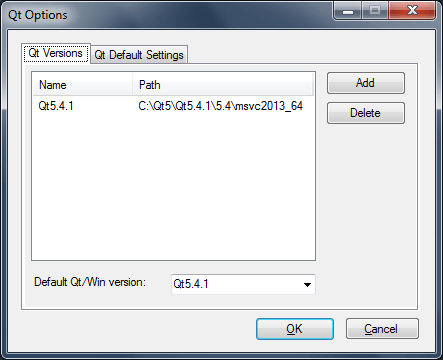 Qt Options
Qt Versions Qt Default Settings
Name Path Add
Qt5.4.1 C:\Qt5\Qt5.4.1\5.4\msvc2013_64
Delete
Default Qt/Win version: Qt5.4.1
OK Cancel